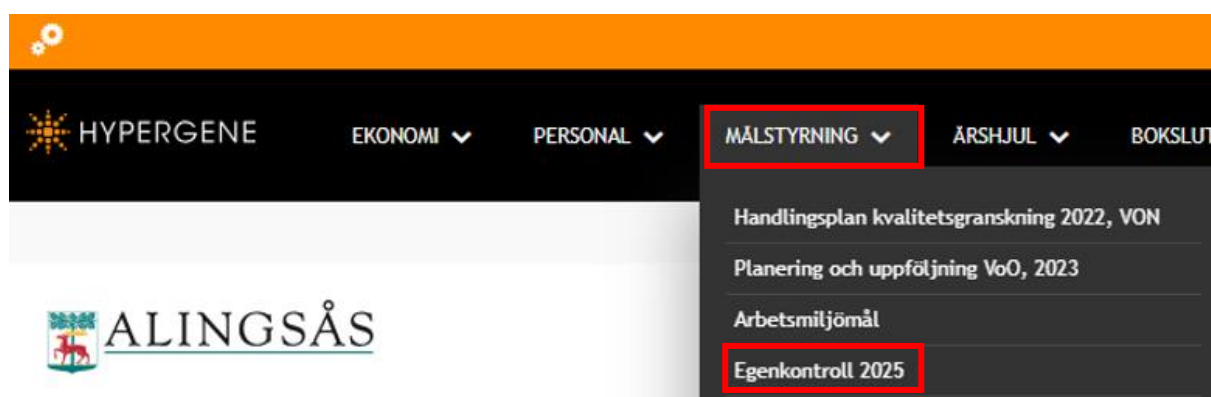 HYPERGENE
EKONOMI PERSONAL MÅLSTYRNING ÅRSHJUL BOKSLUT
Handlingsplan kvalitetsgranskning 2022, VON
Planering och uppföljning VoO, 2023
Arbetsmiljömål
Egenkontroll 2025
ALINGSÅS